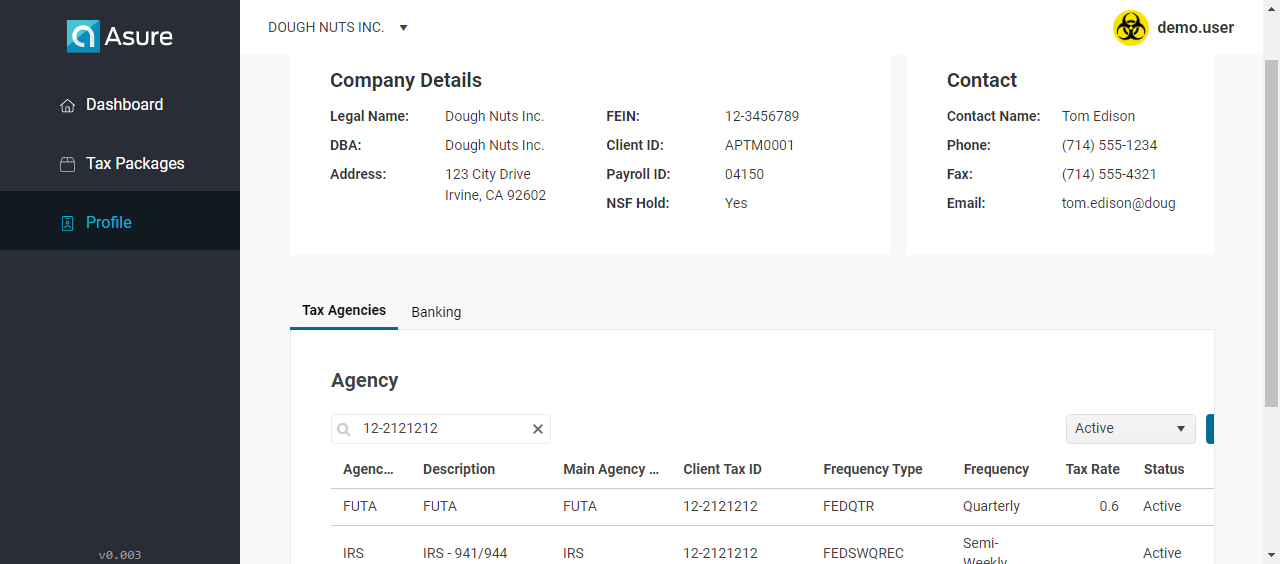 Asure
DOUGH NUTS INC.
demo.user
Dashboard
Tax Packages
Profile
v0.003
Company Details
Legal Name: Dough Nuts Inc.
DBA: Dough Nuts Inc.
Address: 123 City Drive
Irvine, CA 92602
FEIN: 12-3456789
Client ID: APTM0001
Payroll ID: 04150
NSF Hold: Yes
Contact
Contact Name: Tom Edison
Phone: (714) 555-1234
Fax: (714) 555-4321
Email: tom.edison@doug
Tax Agencies Banking
Agency
12-2121212
Active
Agenc... Description Main Agency ... Client Tax ID Frequency Type Frequency Tax Rate Status
FUTA FUTA FUTA 12-2121212 FEDQTR Quarterly 0.6 Active
IRS IRS - 941/944 IRS 12-2121212 FEDSWQREC Semi-
Weekly Active